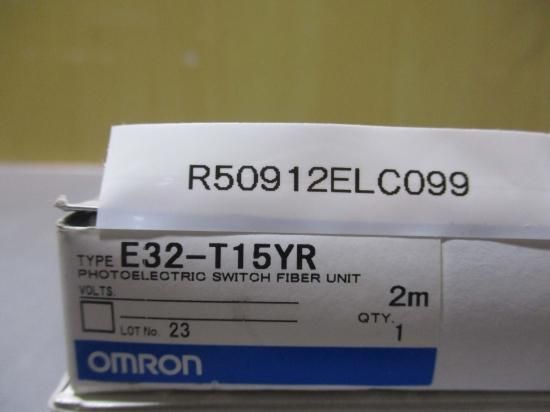 R50912ELC099
TYPE E32-T15YR
PHOTOELECTRIC SWITCH FIBER UNIT
VOLTS.
2m
LOT No. 23
QTY. 1
OMRON